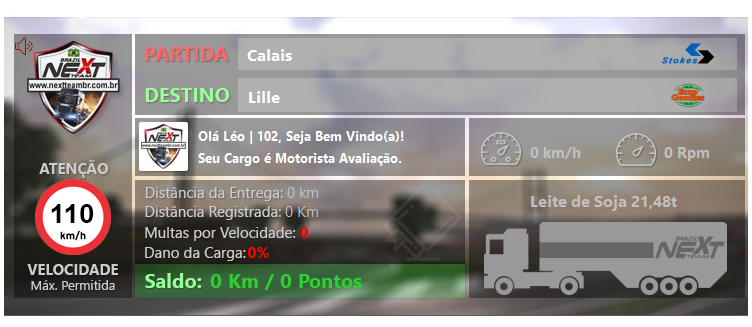 BRAZIL
NEXT
TEAM
www.nextteambr.com.br
ATENÇÃO
110
km/h
VELOCIDADE
Máx. Permitida
PARTIDA Calais Stokes
DESTINO Lille Euro Goodies
Olá Léo | 102, Seja Bem Vindo(a)!
Seu Cargo é Motorista Avaliação.
0 km/h 0 Rpm
Distância da Entrega: 0 km
Distância Registrada: 0 Km
Multas por Velocidade: 0
Dano da Carga: 0%
Saldo: 0 Km / 0 Pontos
Leite de Soja 21,48t
BRAZIL
NEXT
TEAM